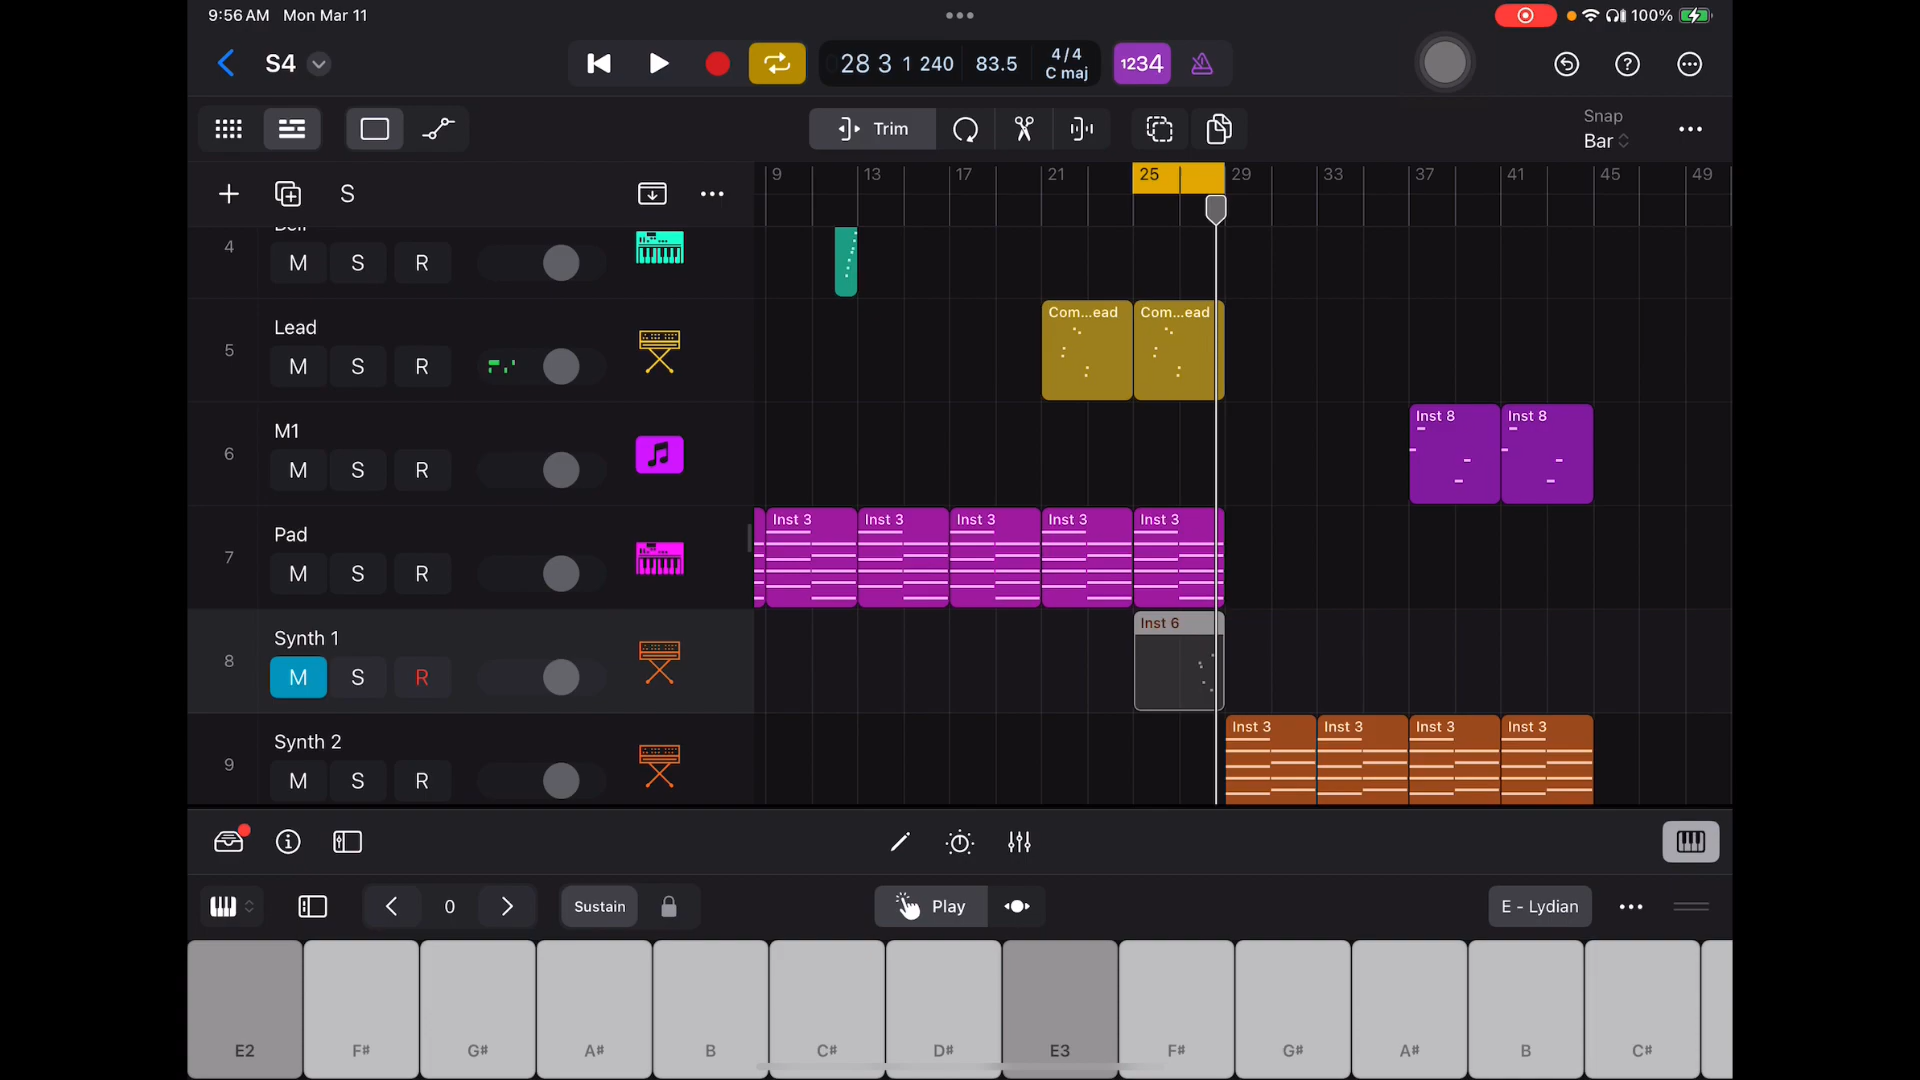 9:56 AM Mon Mar 11
100%
S4
28 3 1 240
83.5
4/4
C maj
1234
Trim
Snap
Bar
S
9 13 17 21 25 29 33 37 41 45 49
4
M S R
5
Lead
M S R
Com...ead
Com...ead
6
M1
M S R
Inst 8
Inst 8
7
Pad
M S R
Inst 3
Inst 3
Inst 3
Inst 3
Inst 3
8
Synth 1
M S R
Inst 6
9
Synth 2
M S R
Inst 3
Inst 3
Inst 3
Inst 3
0
Sustain
Play
E - Lydian
E2 F# G# A# B C# D# E3 F# G# A# B C#